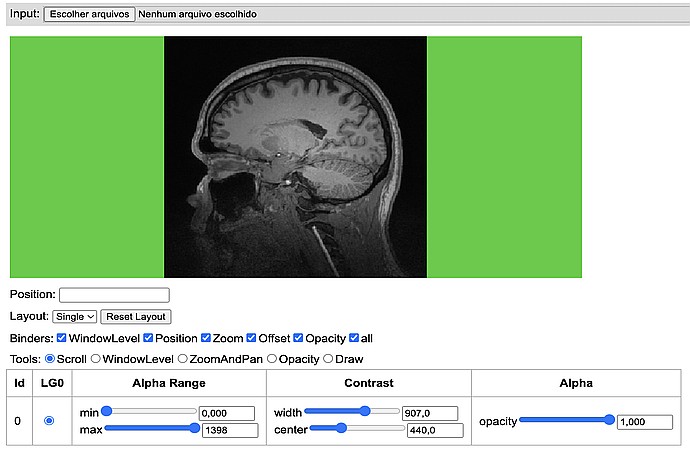 Input: Escolher arquivos Nenhum arquivo escolhido
Position:
Layout: Single Reset Layout
Binders: WindowLevel Position Zoom Offset Opacity all
Tools: Scroll WindowLevel ZoomAndPan Opacity Draw
Id LG0 Alpha Range Contrast Alpha
0 min 0,000 width 907,0 opacity 1,000
max 1398 center 440,0